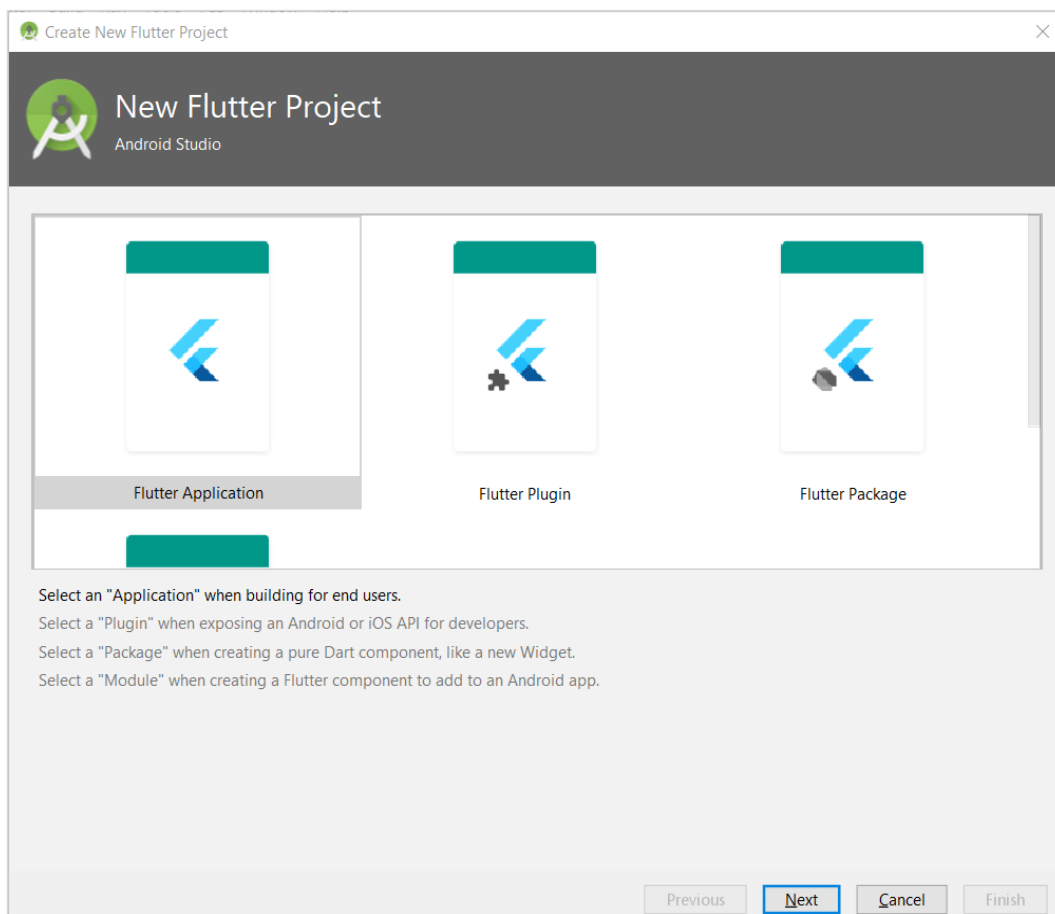 Create New Flutter Project
New Flutter Project
Android Studio
Flutter Application
Flutter Plugin
Flutter Package
Select an "Application" when building for end users.
Select a "Plugin" when exposing an Android or iOS API for developers.
Select a "Package" when creating a pure Dart component, like a new Widget.
Select a "Module" when creating a Flutter component to add to an Android app.
Previous Next Cancel Finish